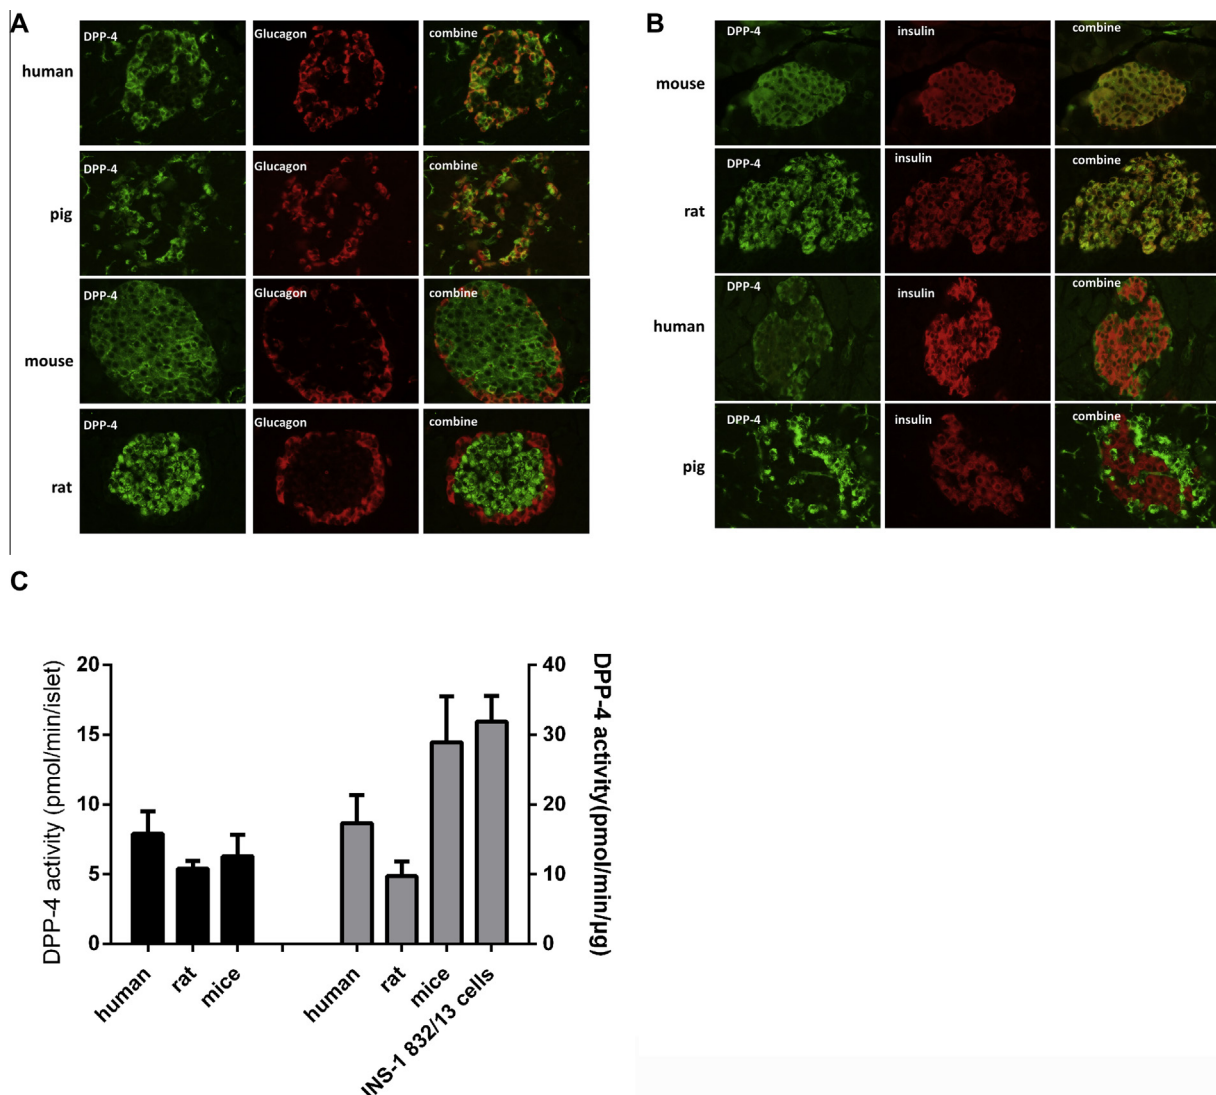 A
human
DPP-4
Glucagon
combine
pig
DPP-4
Glucagon
combine
mouse
DPP-4
Glucagon
combine
rat
DPP-4
Glucagon
combine
B
mouse
DPP-4
insulin
combine
rat
DPP-4
insulin
combine
human
DPP-4
insulin
combine
pig
DPP-4
insulin
combine
C
DPP-4 activity (pmol/min/islet)
20
15
10
5
0
human
rat
mice
human
rat
mice
INS-1 832/13 cells
40
30
20
10
0
DPP-4 activity(pmol/min/µg)